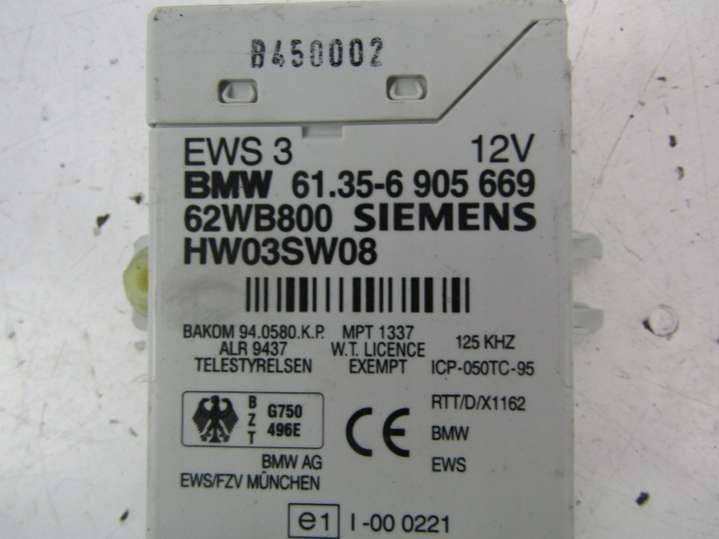 B450002
EWS 3 12V
BMW 61.35-6 905 669
62WB800 SIEMENS
HW03SW08
BAKOM 94.0580.K.P. MPT 1337 125 KHZ
ALR 9437 W.T. LICENCE
TELESTYRELSEN EXEMPT ICP-050TC-95
B Z T G750 496E CE RTT/D/X1162
BMW
BMW AG EWS
EWS/FZV MÜNCHEN
e1 I-00 0221